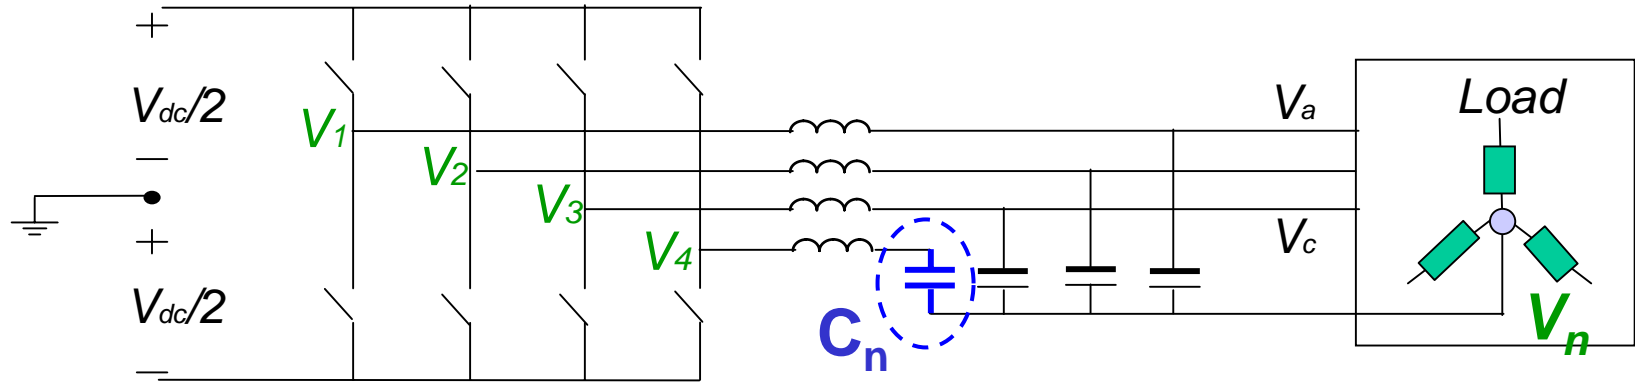 +
Vdc/2
—
+
Vdc/2
—
V1
V2
V3
V4
Cn
Va
Vc
Load
Vn